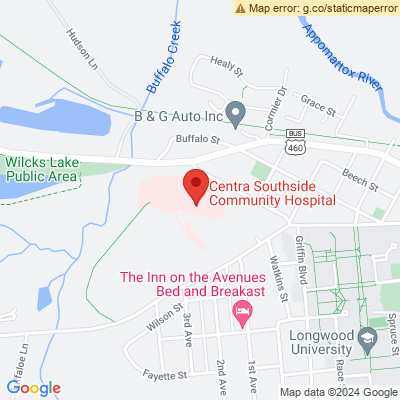 Map error: g.co/staticmaperror
Hudson Ln
Buffalo Creek
Healy St
Appomattox River
Grace St
Cormier Dr
B & G Auto Inc
Buffalo St
BUS
460
Wilcks Lake
Public Area
Beech St
Centra Southside
Community Hospital
Griffin Blvd
Watkins St
The Inn on the Avenues
Bed and Breakast
Wilson St
3rd Ave
2nd Ave
1st Ave
Longwood
University
Spruce St
Race St
Buffaloe Ln
Fayette St
Google
Map data ©2024 Google